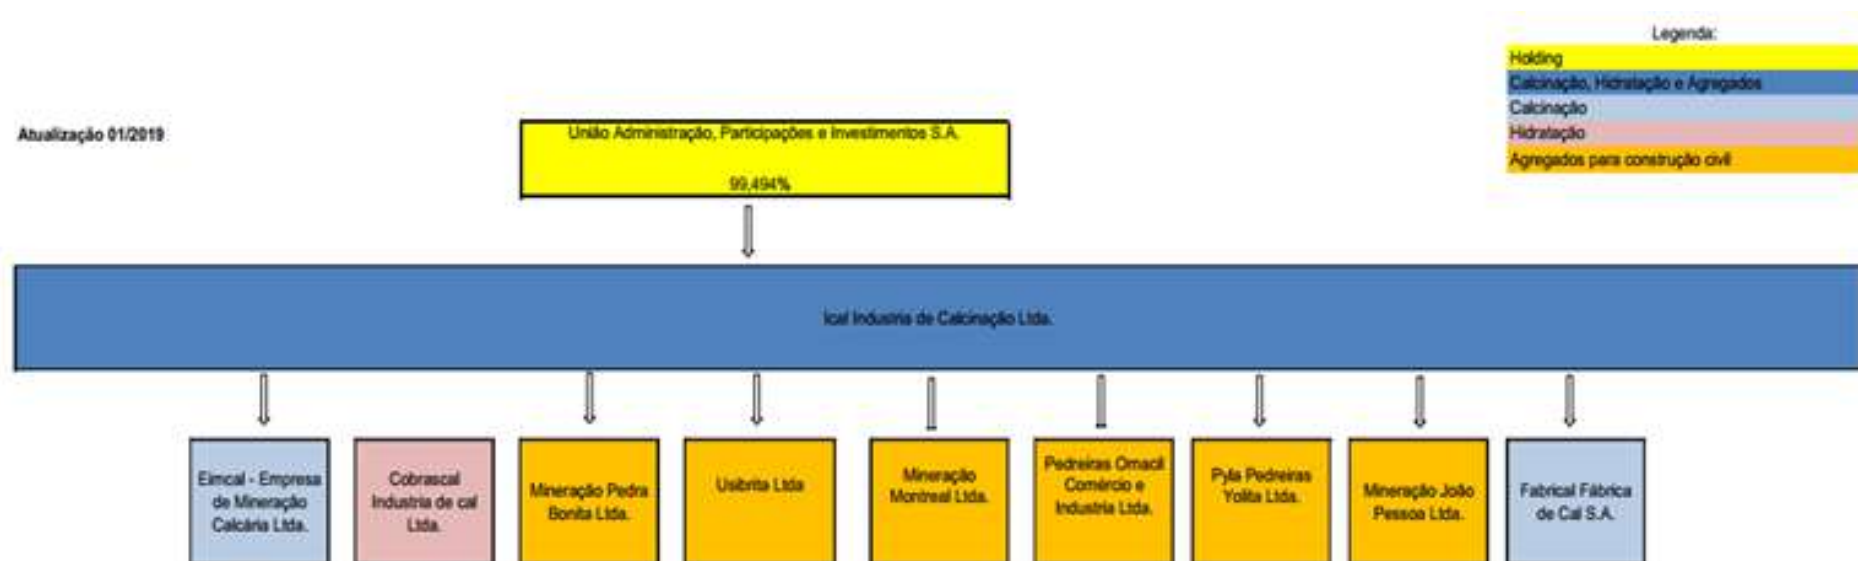 Legenda:
Holding
Calcinação, Hidratação e Agregados
Calcinação
Hidratação
Agregados para construção civil
Atualização 01/2019
União Administração, Participações e Investimentos S.A.
99,494%
Ical Industria de Calcinação Ltda.
Eimcal - Empresa
de Mineração
Calcária Ltda.
Cobrascal
Industria de cal
Ltda.
Mineração Pedra
Bonita Ltda.
Usibrita Ltda
Mineração
Montreal Ltda.
Pedreiras Omacil
Comércio e
Industria Ltda.
Pyla Pedreiras
Yolita Ltda.
Mineração João
Pessoa Ltda.
Fabrical Fábrica
de Cal S.A.